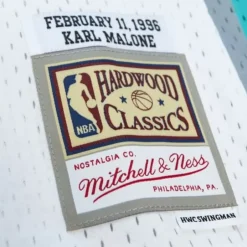 FEBRUARY 11, 1996
KARL MALONE
HARDWOOD
CLASSICS
NBA
NOSTALGIA CO.
Mitchell & Ness
PHILADELPHIA, PA.
HWC SWINGMAN